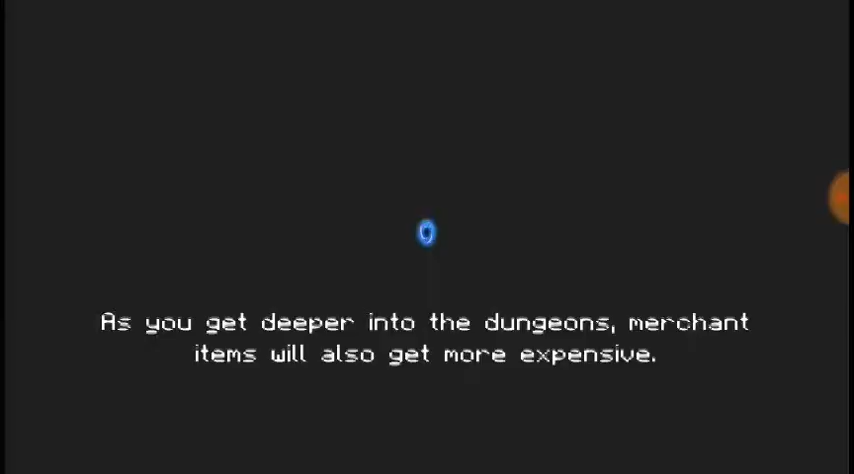 As you get deeper into the dungeons, merchant
items will also get more expensive.